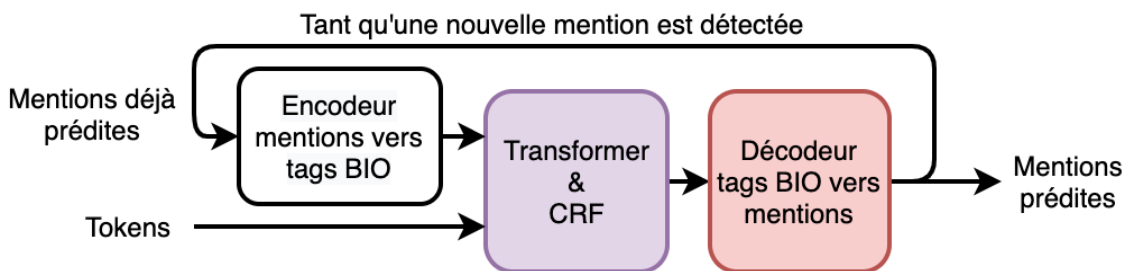 Tant qu'une nouvelle mention est détectée
Mentions déjà
prédites
Encodeur
mentions vers
tags BIO
Tokens
Transformer
&
CRF
Décodeur
tags BIO vers
mentions
Mentions
prédites